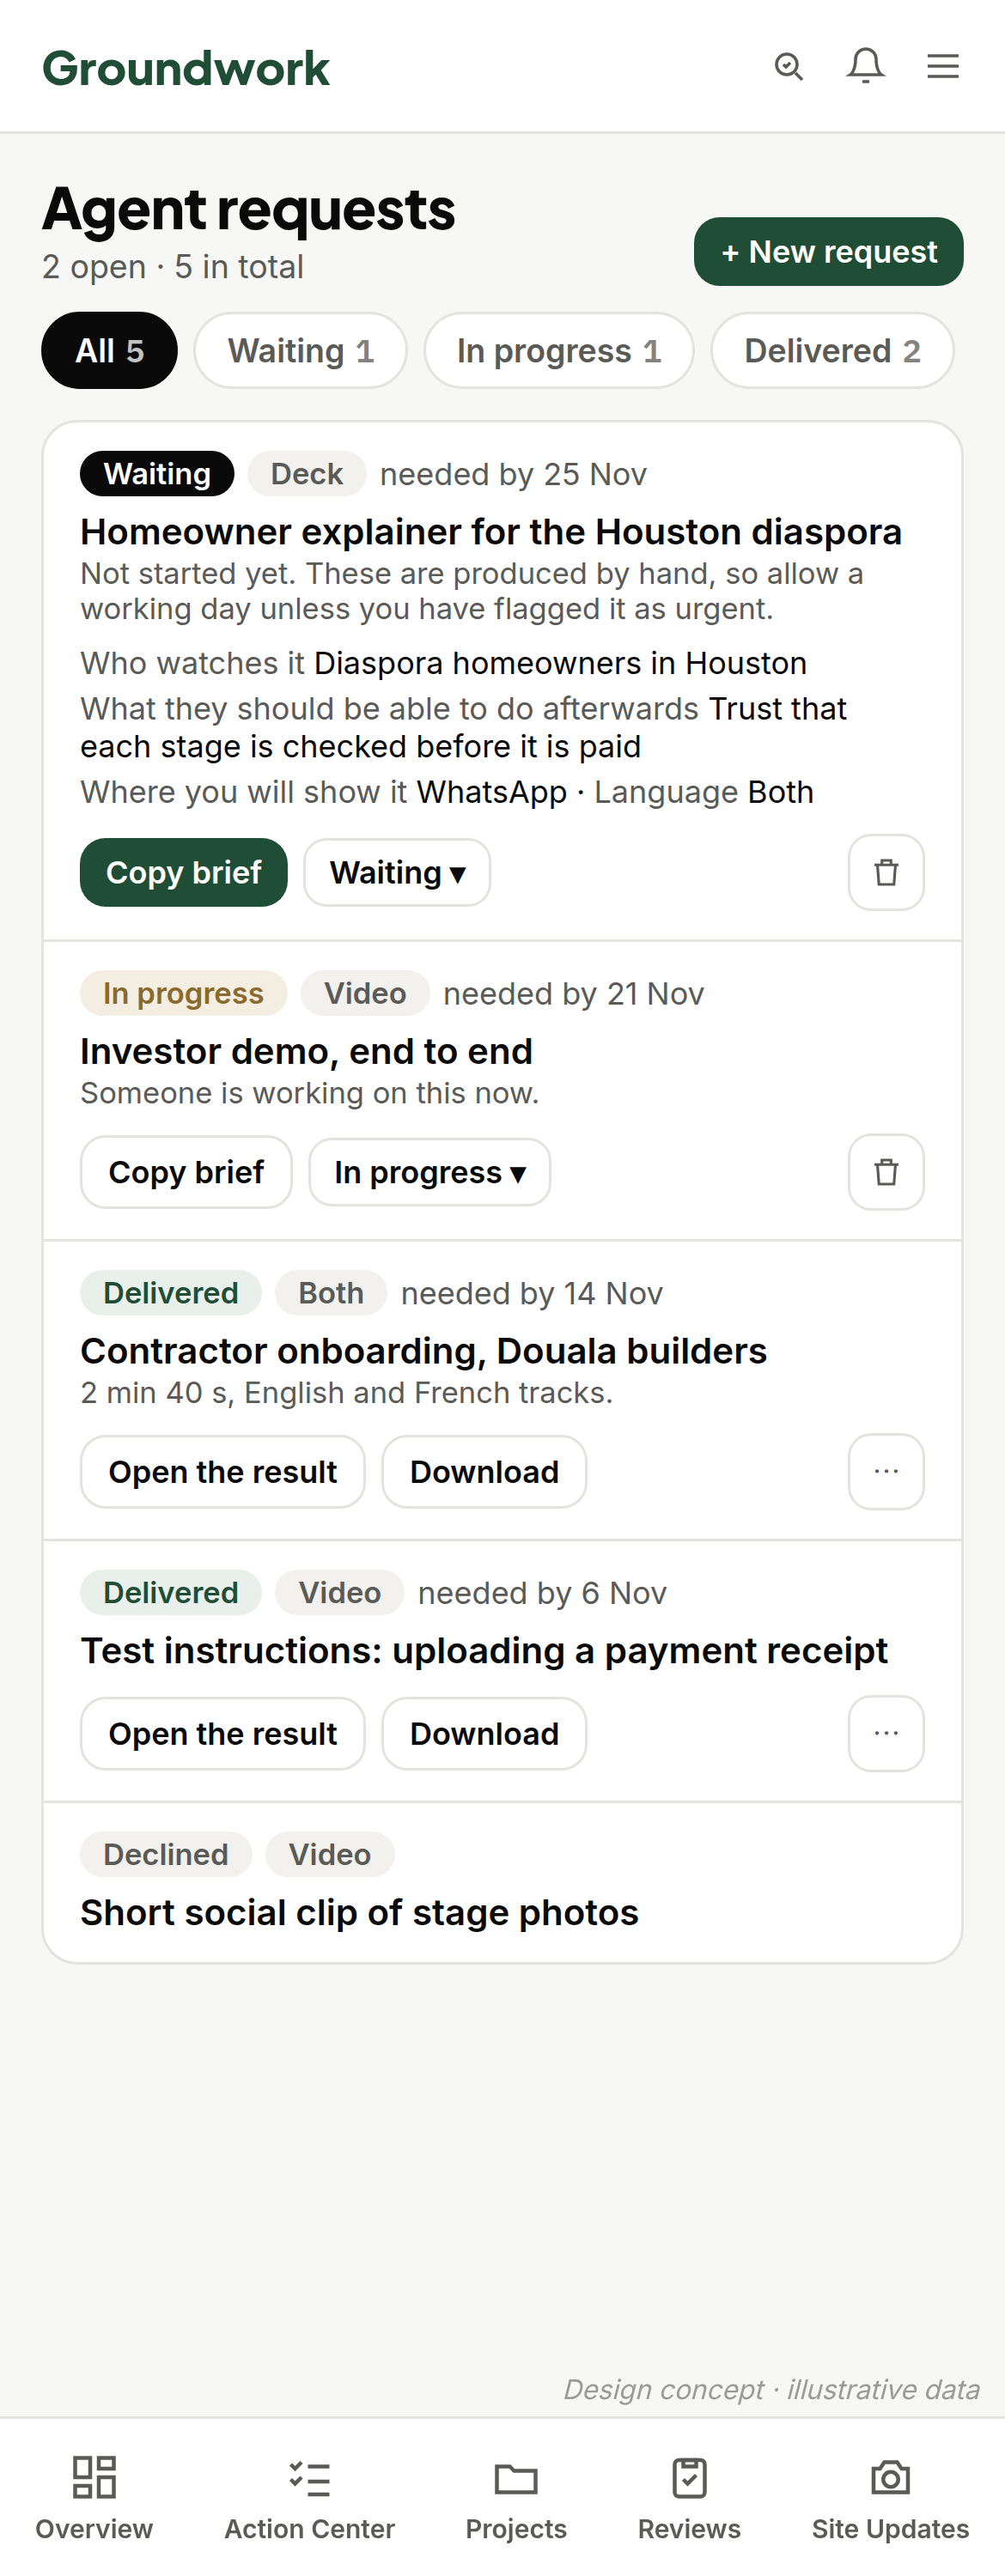 Groundwork
Agent requests
2 open · 5 in total
+ New request
All 5
Waiting 1
In progress 1
Delivered 2
Waiting
Deck
needed by 25 Nov
Homeowner explainer for the Houston diaspora
Not started yet. These are produced by hand, so allow a
working day unless you have flagged it as urgent.
Who watches it Diaspora homeowners in Houston
What they should be able to do afterwards Trust that
each stage is checked before it is paid
Where you will show it WhatsApp · Language Both
Copy brief
Waiting ▾
In progress
Video
needed by 21 Nov
Investor demo, end to end
Someone is working on this now.
Copy brief
In progress ▾
Delivered
Both
needed by 14 Nov
Contractor onboarding, Douala builders
2 min 40 s, English and French tracks.
Open the result
Download
...
Delivered
Video
needed by 6 Nov
Test instructions: uploading a payment receipt
Open the result
Download
...
Declined
Video
Short social clip of stage photos
Design concept · illustrative data
Overview
Action Center
Projects
Reviews
Site Updates